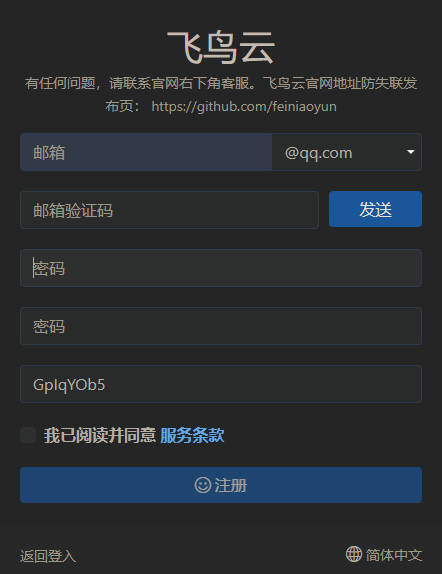 飞鸟云
有任何问题，请联系官网右下角客服。飞鸟云官网地址防失联发
布页： https://github.com/feiniaoyun
邮箱 @qq.com
邮箱验证码 发送
密码
密码
GpIqYOb5
我已阅读并同意 服务条款
注册
返回登入 简体中文